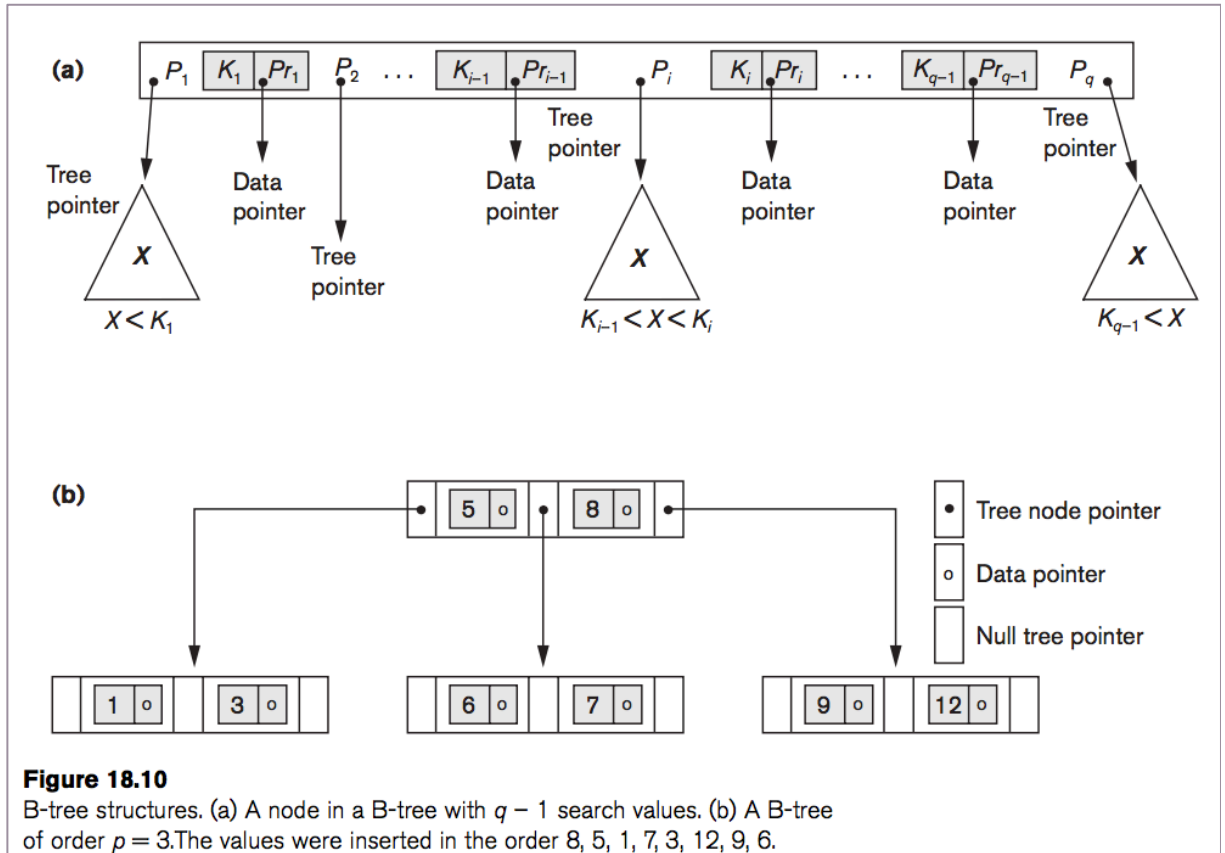 (a)
P₁ K₁ Pr₁ P₂ ... Kᵢ₋₁ Prᵢ₋₁ Pᵢ Kᵢ Prᵢ ... K_q₋₁ Pr_q₋₁ P_q
Tree
pointer
Data
pointer
Tree
pointer
Tree
pointer
Data
pointer
Data
pointer
Data
pointer
Tree
pointer
X
X
X
X < K₁
Kᵢ₋₁ < X < Kᵢ
K_q₋₁ < X
(b)
5 o 8 o
Tree node pointer
o Data pointer
Null tree pointer
1 o 3 o
6 o 7 o
9 o 12 o
Figure 18.10
B-tree structures. (a) A node in a B-tree with q − 1 search values. (b) A B-tree
of order p = 3.The values were inserted in the order 8, 5, 1, 7, 3, 12, 9, 6.